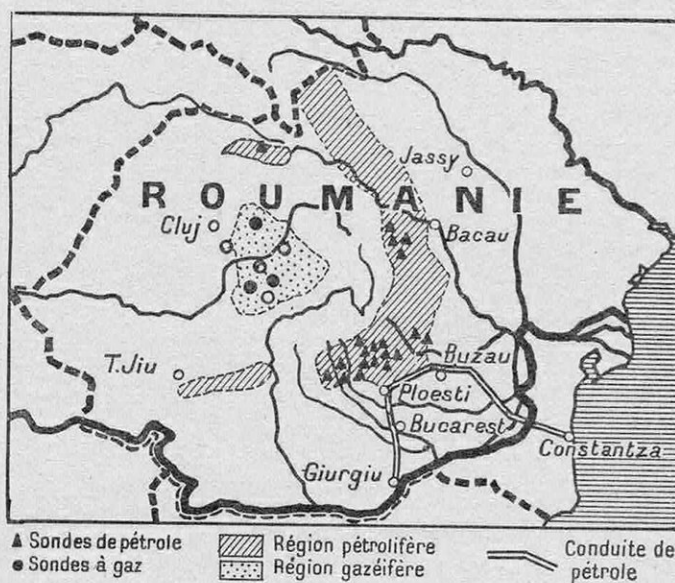 Jassy
ROUMANIE
Cluj
Bacau
T.Jiu
Buzau
Ploesti
Bucarest
Constantza
Giurgiu
Sondes de pétrole
Sondes à gaz
Région pétrolifère
Région gazéifère
Conduite de
pétrole